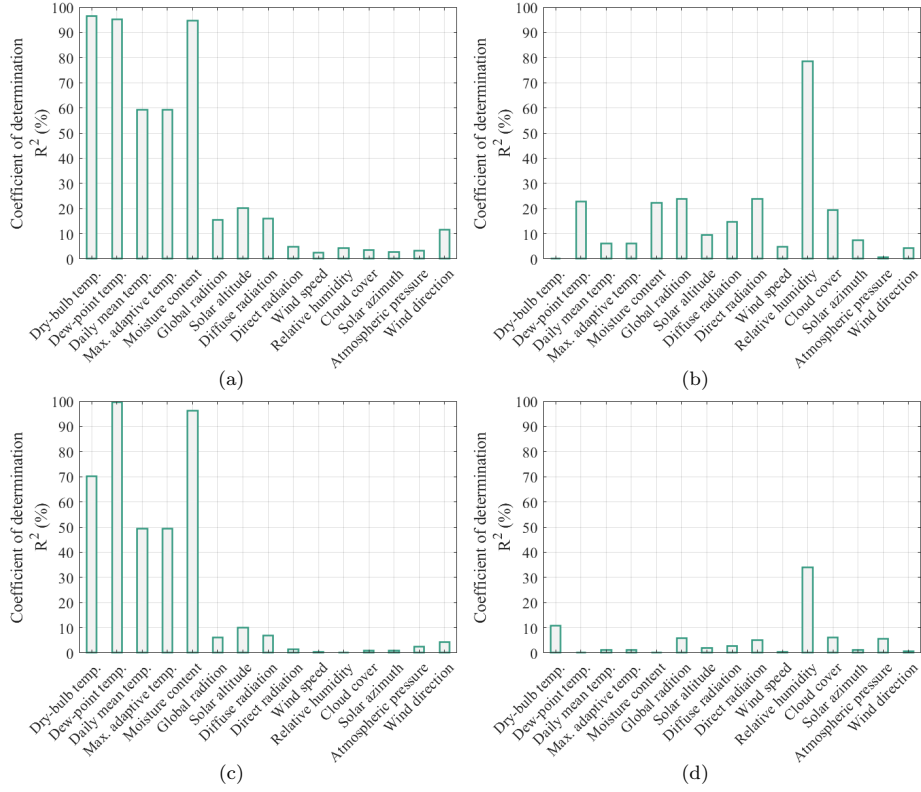 100
90
80
70
60
50
40
30
20
10
0
Coefficient of determination
R² (%)
Dry-bulb temp.
Dew-point temp.
Daily mean temp.
Max. adaptive temp.
Moisture content
Global radition
Solar altitude
Diffuse radiation
Direct radiation
Wind speed
Relative humidity
Cloud cover
Solar azimuth
Atmospheric pressure
Wind direction
(a)
100
90
80
70
60
50
40
30
20
10
0
Coefficient of determination
R² (%)
Dry-bulb temp.
Dew-point temp.
Daily mean temp.
Max. adaptive temp.
Moisture content
Global radition
Solar altitude
Diffuse radiation
Direct radiation
Wind speed
Relative humidity
Cloud cover
Solar azimuth
Atmospheric pressure
Wind direction
(b)
100
90
80
70
60
50
40
30
20
10
0
Coefficient of determination
R² (%)
Dry-bulb temp.
Dew-point temp.
Daily mean temp.
Max. adaptive temp.
Moisture content
Global radition
Solar altitude
Diffuse radiation
Direct radiation
Wind speed
Relative humidity
Cloud cover
Solar azimuth
Atmospheric pressure
Wind direction
(c)
100
90
80
70
60
50
40
30
20
10
0
Coefficient of determination
R² (%)
Dry-bulb temp.
Dew-point temp.
Daily mean temp.
Max. adaptive temp.
Moisture content
Global radition
Solar altitude
Diffuse radiation
Direct radiation
Wind speed
Relative humidity
Cloud cover
Solar azimuth
Atmospheric pressure
Wind direction
(d)